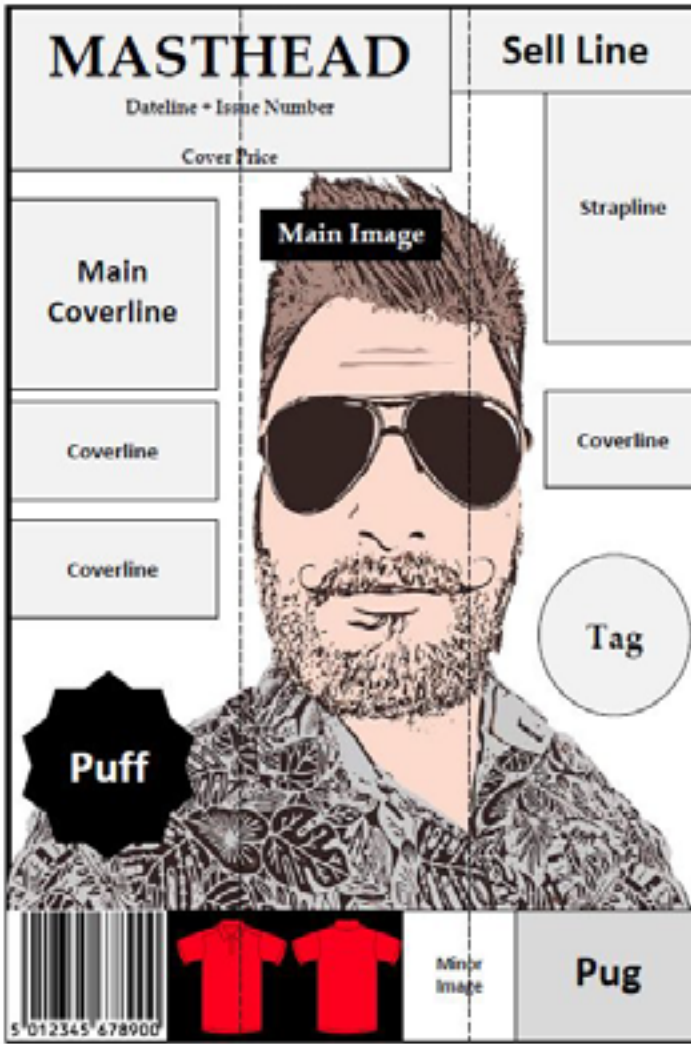 MASTHEAD
Dateline + Issue Number
Cover Price
Sell Line
Strapline
Main Image
Main
Coverline
Coverline
Coverline
Coverline
Tag
Puff
Minor
Image
Pug
5 012345 678900